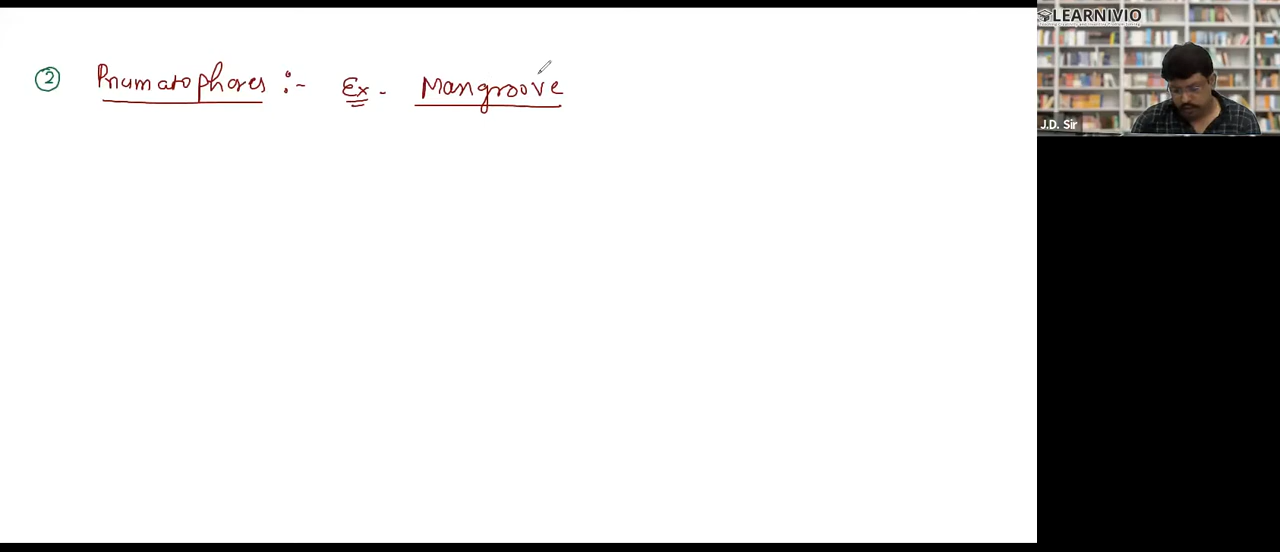 ② Pnumatophores :- Ex - Mangroove
LEARNIVIO
J.D. Sir